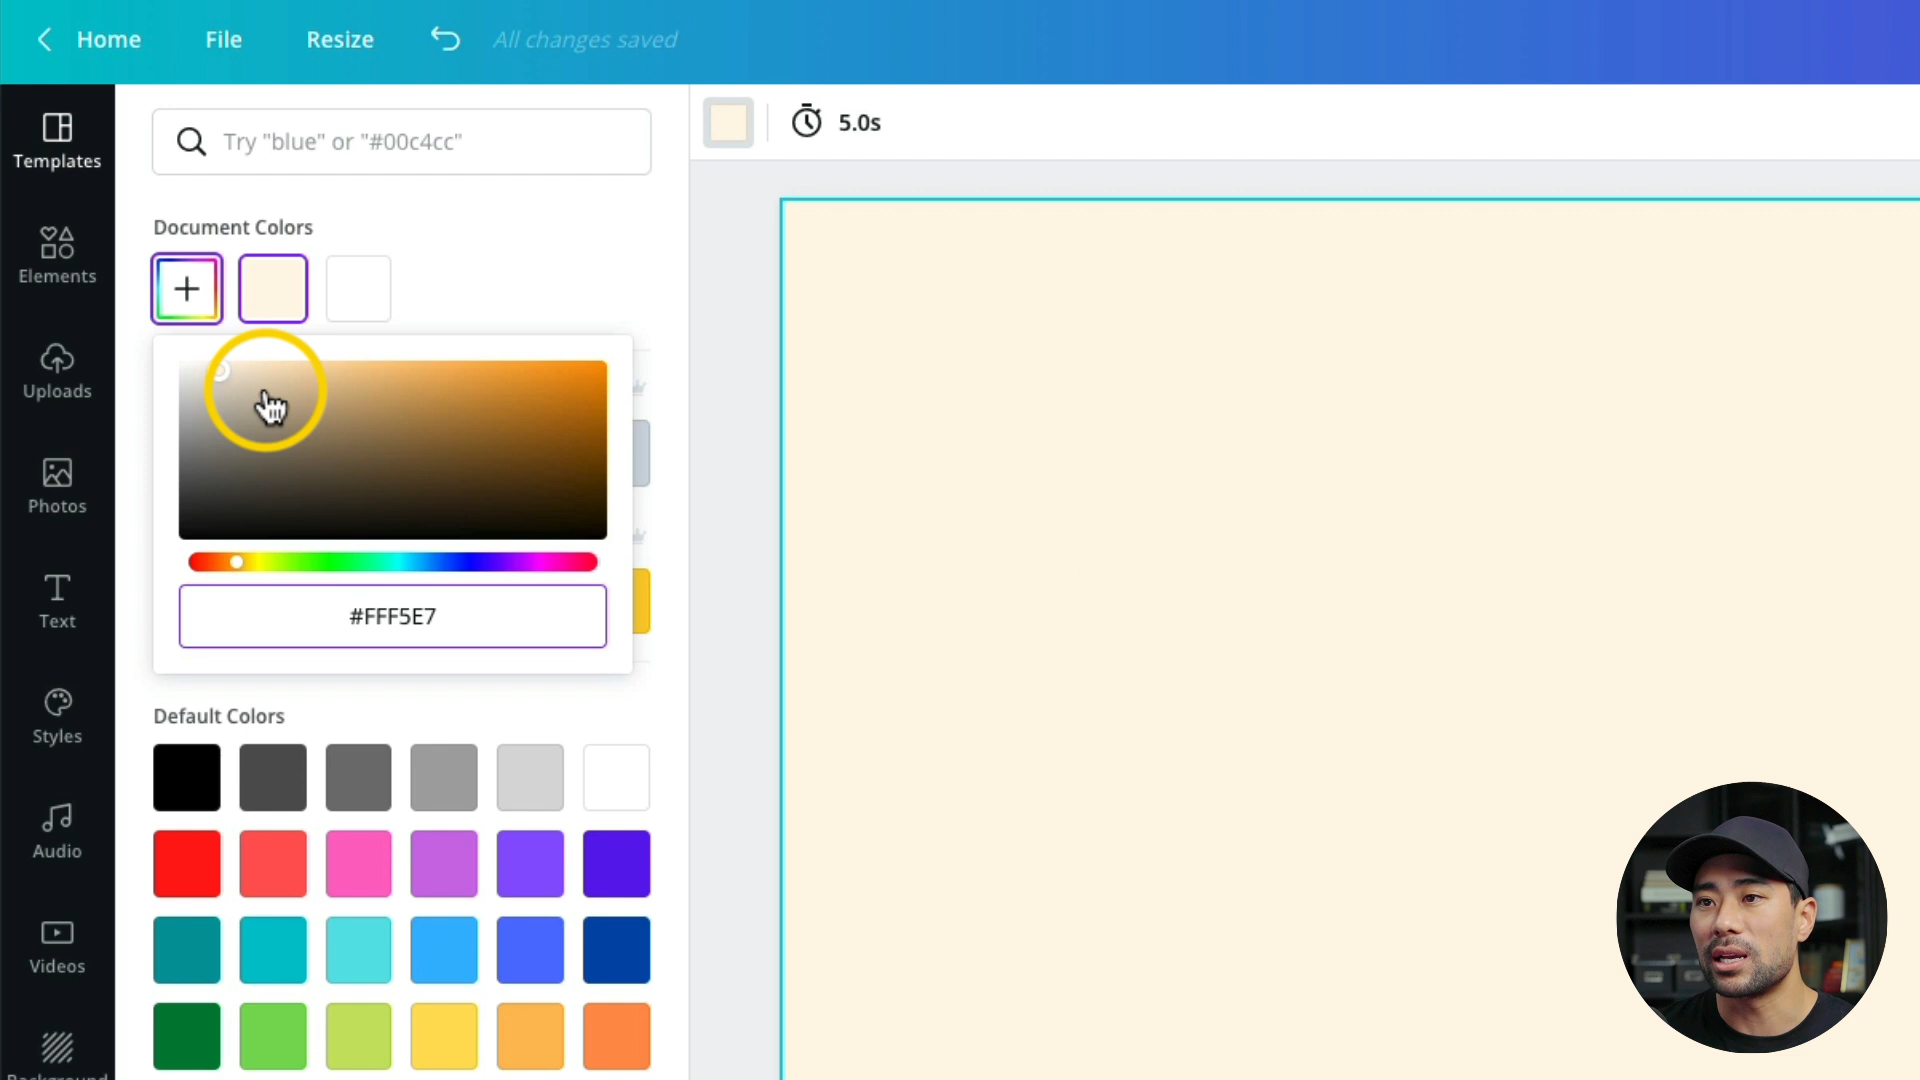 Home File Resize All changes saved
Templates
Elements
Uploads
Photos
Text
Styles
Audio
Videos
Background
Try "blue" or "#00c4cc"
Document Colors
#FFF5E7
Default Colors
5.0s